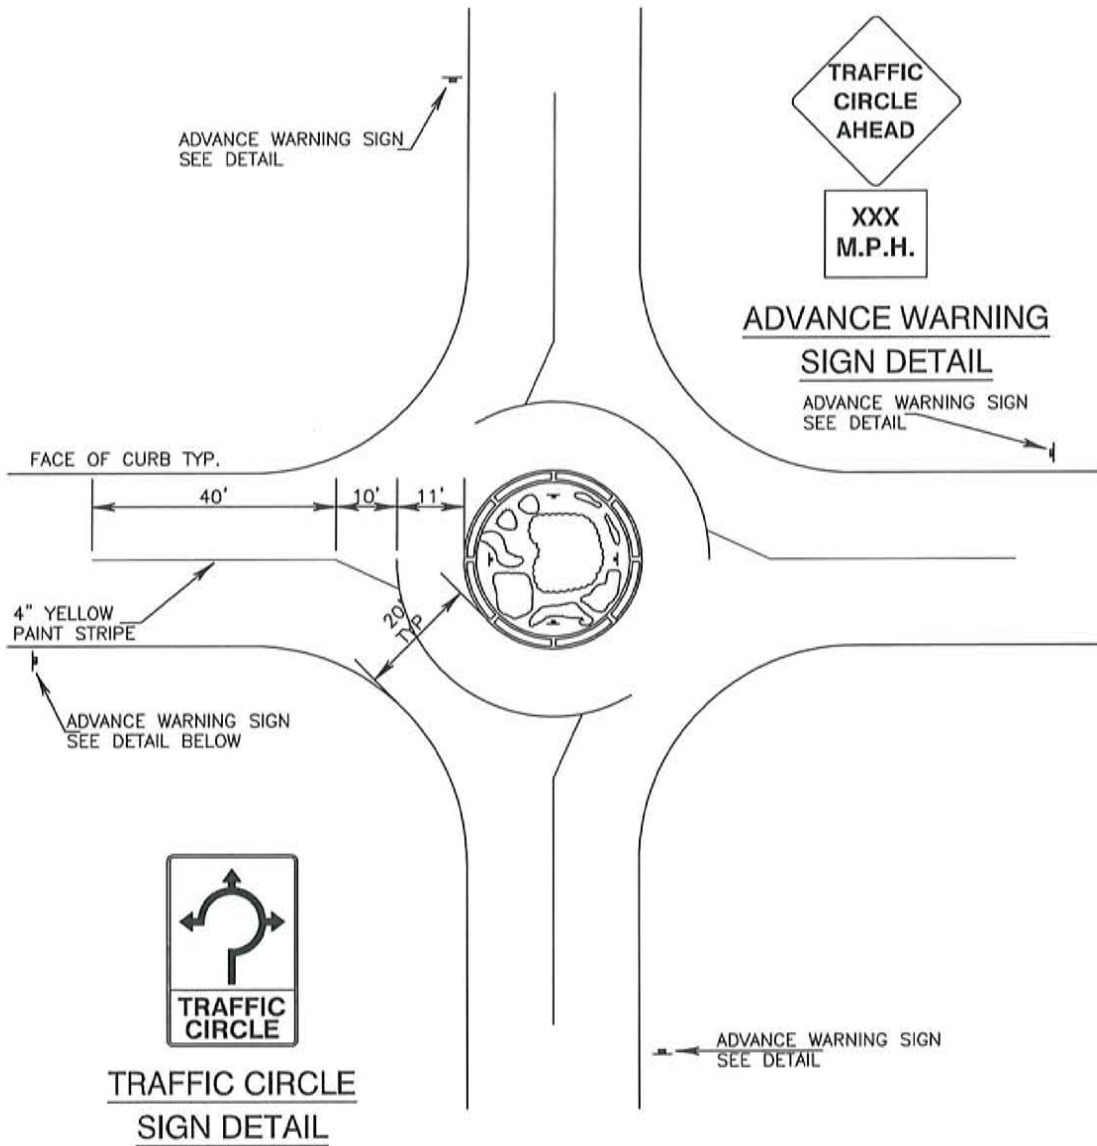 TRAFFIC
CIRCLE
AHEAD
XXX
M.P.H.
ADVANCE WARNING
SIGN DETAIL
ADVANCE WARNING SIGN
SEE DETAIL
ADVANCE WARNING SIGN
SEE DETAIL
FACE OF CURB TYP.
40'
10'
11'
4" YELLOW
PAINT STRIPE
20'
TYP
ADVANCE WARNING SIGN
SEE DETAIL BELOW
TRAFFIC
CIRCLE
TRAFFIC CIRCLE
SIGN DETAIL
ADVANCE WARNING SIGN
SEE DETAIL